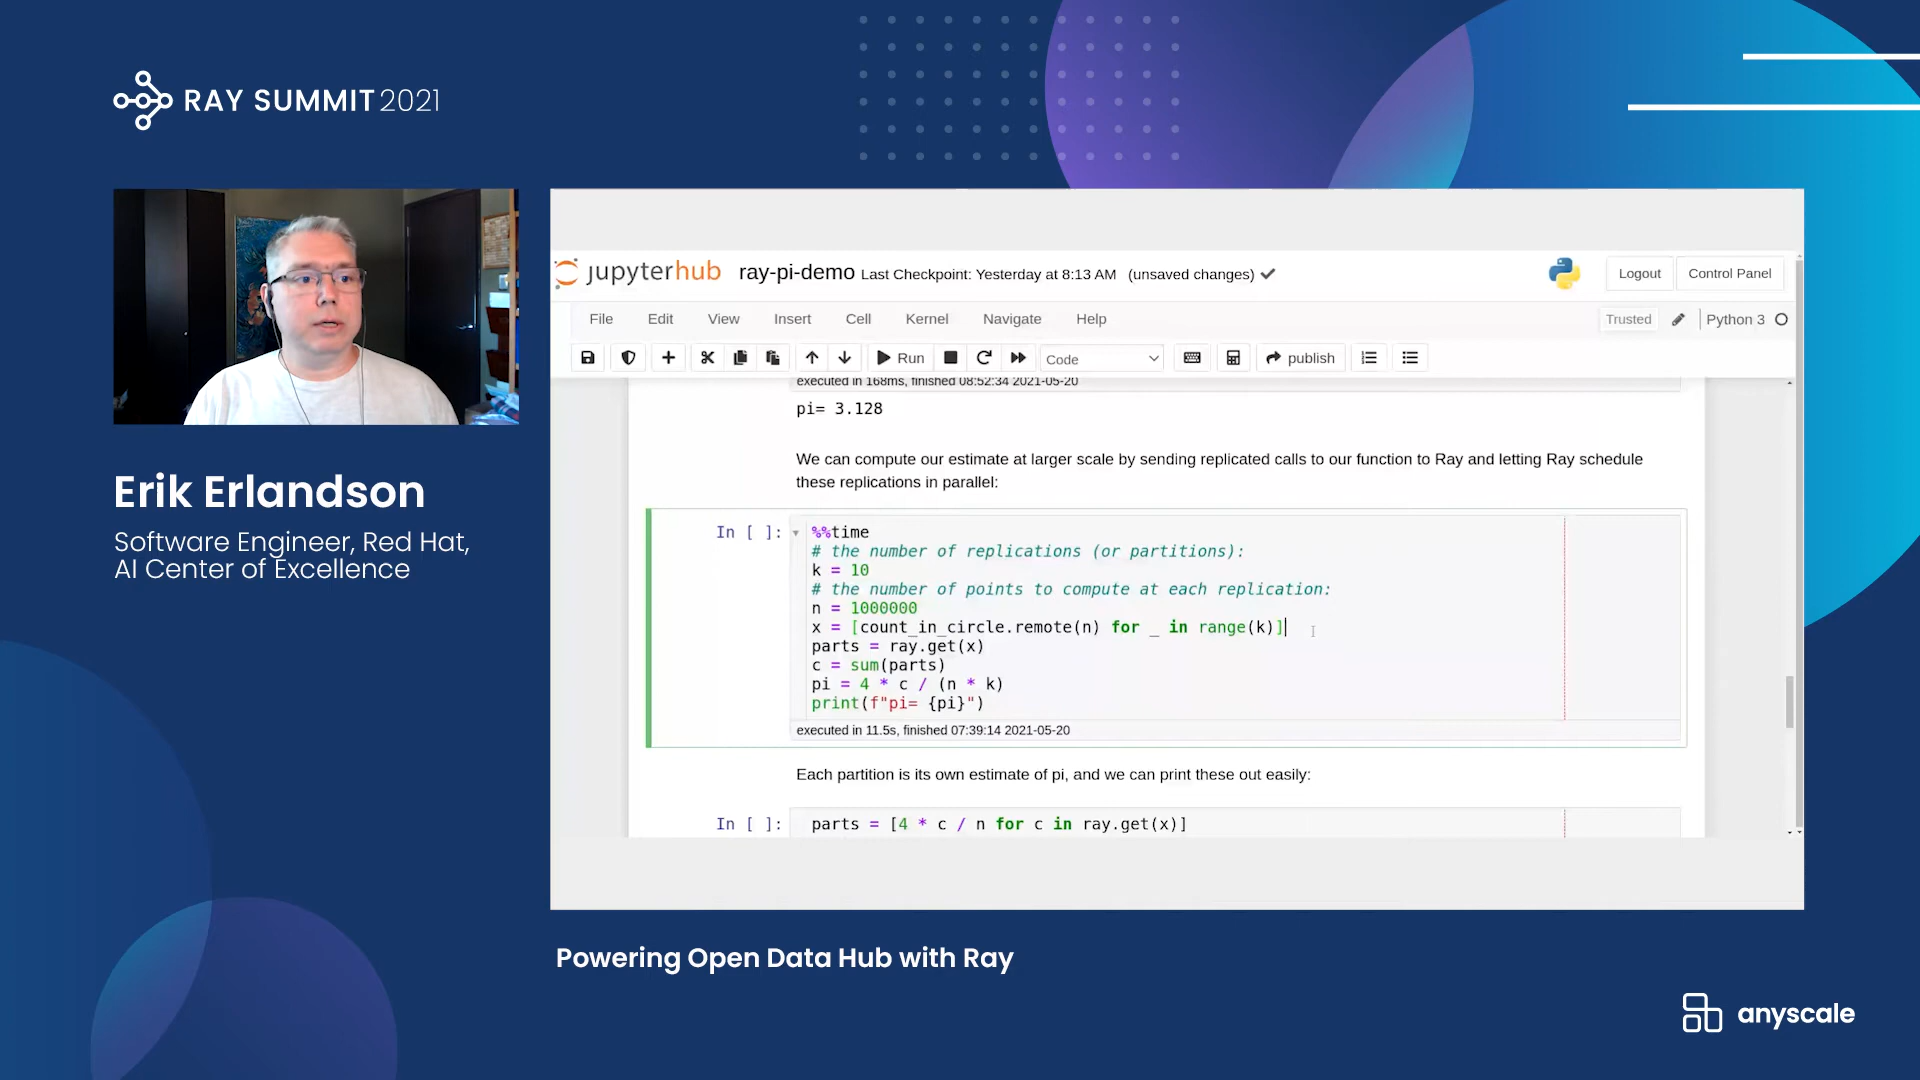 RAY SUMMIT 2021
Erik Erlandson
Software Engineer, Red Hat,
AI Center of Excellence
jupyterhub ray-pi-demo Last Checkpoint: Yesterday at 8:13 AM (unsaved changes) Logout Control Panel
File Edit View Insert Cell Kernel Navigate Help Trusted Python 3
Run Code publish
executed in 168ms, finished 08:52:34 2021-05-20
pi= 3.128
We can compute our estimate at larger scale by sending replicated calls to our function to Ray and letting Ray schedule
these replications in parallel:
In [ ]: %%time
# the number of replications (or partitions):
k = 10
# the number of points to compute at each replication:
n = 1000000
x = [count_in_circle.remote(n) for _ in range(k)]
parts = ray.get(x)
c = sum(parts)
pi = 4 * c / (n * k)
print(f"pi= {pi}")
executed in 11.5s, finished 07:39:14 2021-05-20
Each partition is its own estimate of pi, and we can print these out easily:
In [ ]: parts = [4 * c / n for c in ray.get(x)]
Powering Open Data Hub with Ray
anyscale